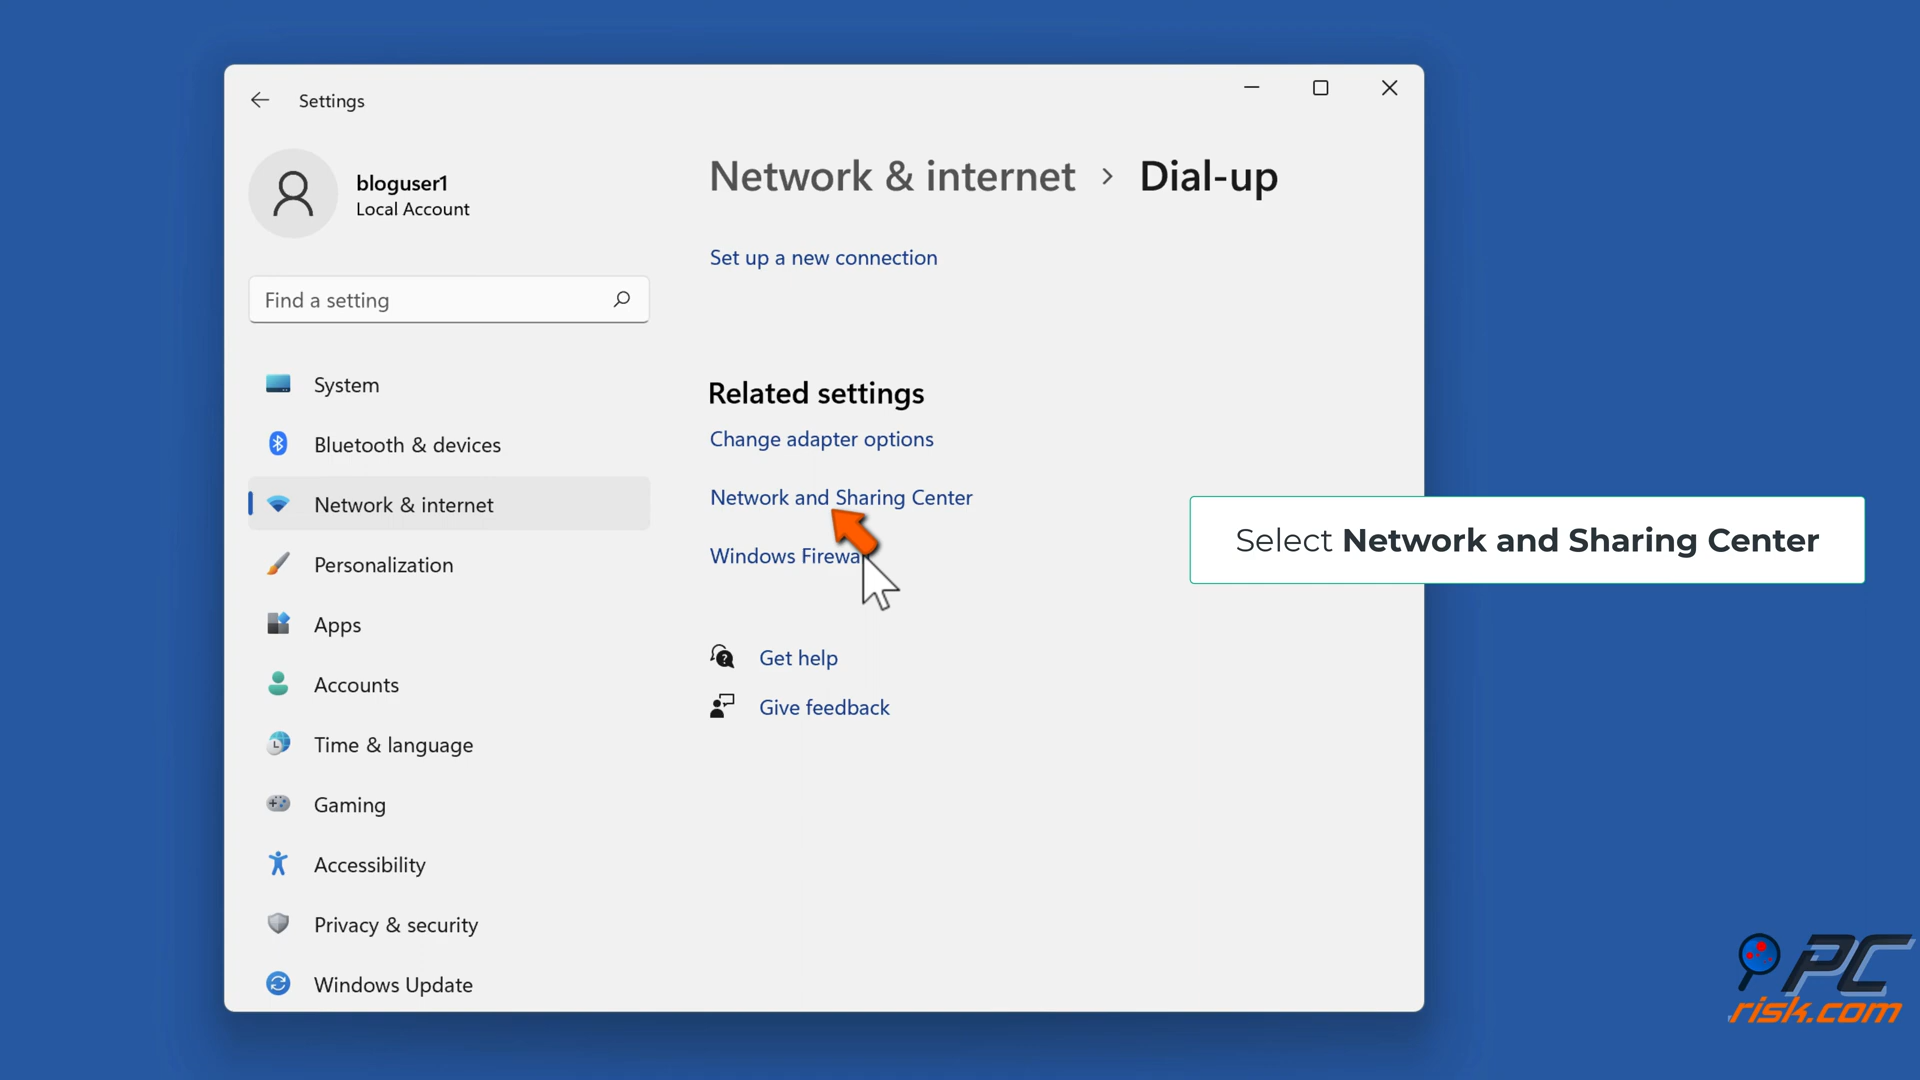 Settings
bloguser1
Local Account
Find a setting
System
Bluetooth & devices
Network & internet
Personalization
Apps
Accounts
Time & language
Gaming
Accessibility
Privacy & security
Windows Update
Network & internet › Dial-up
Set up a new connection
Related settings
Change adapter options
Network and Sharing Center
Windows Firewa
Get help
Give feedback
Select Network and Sharing Center
PC
risk.com